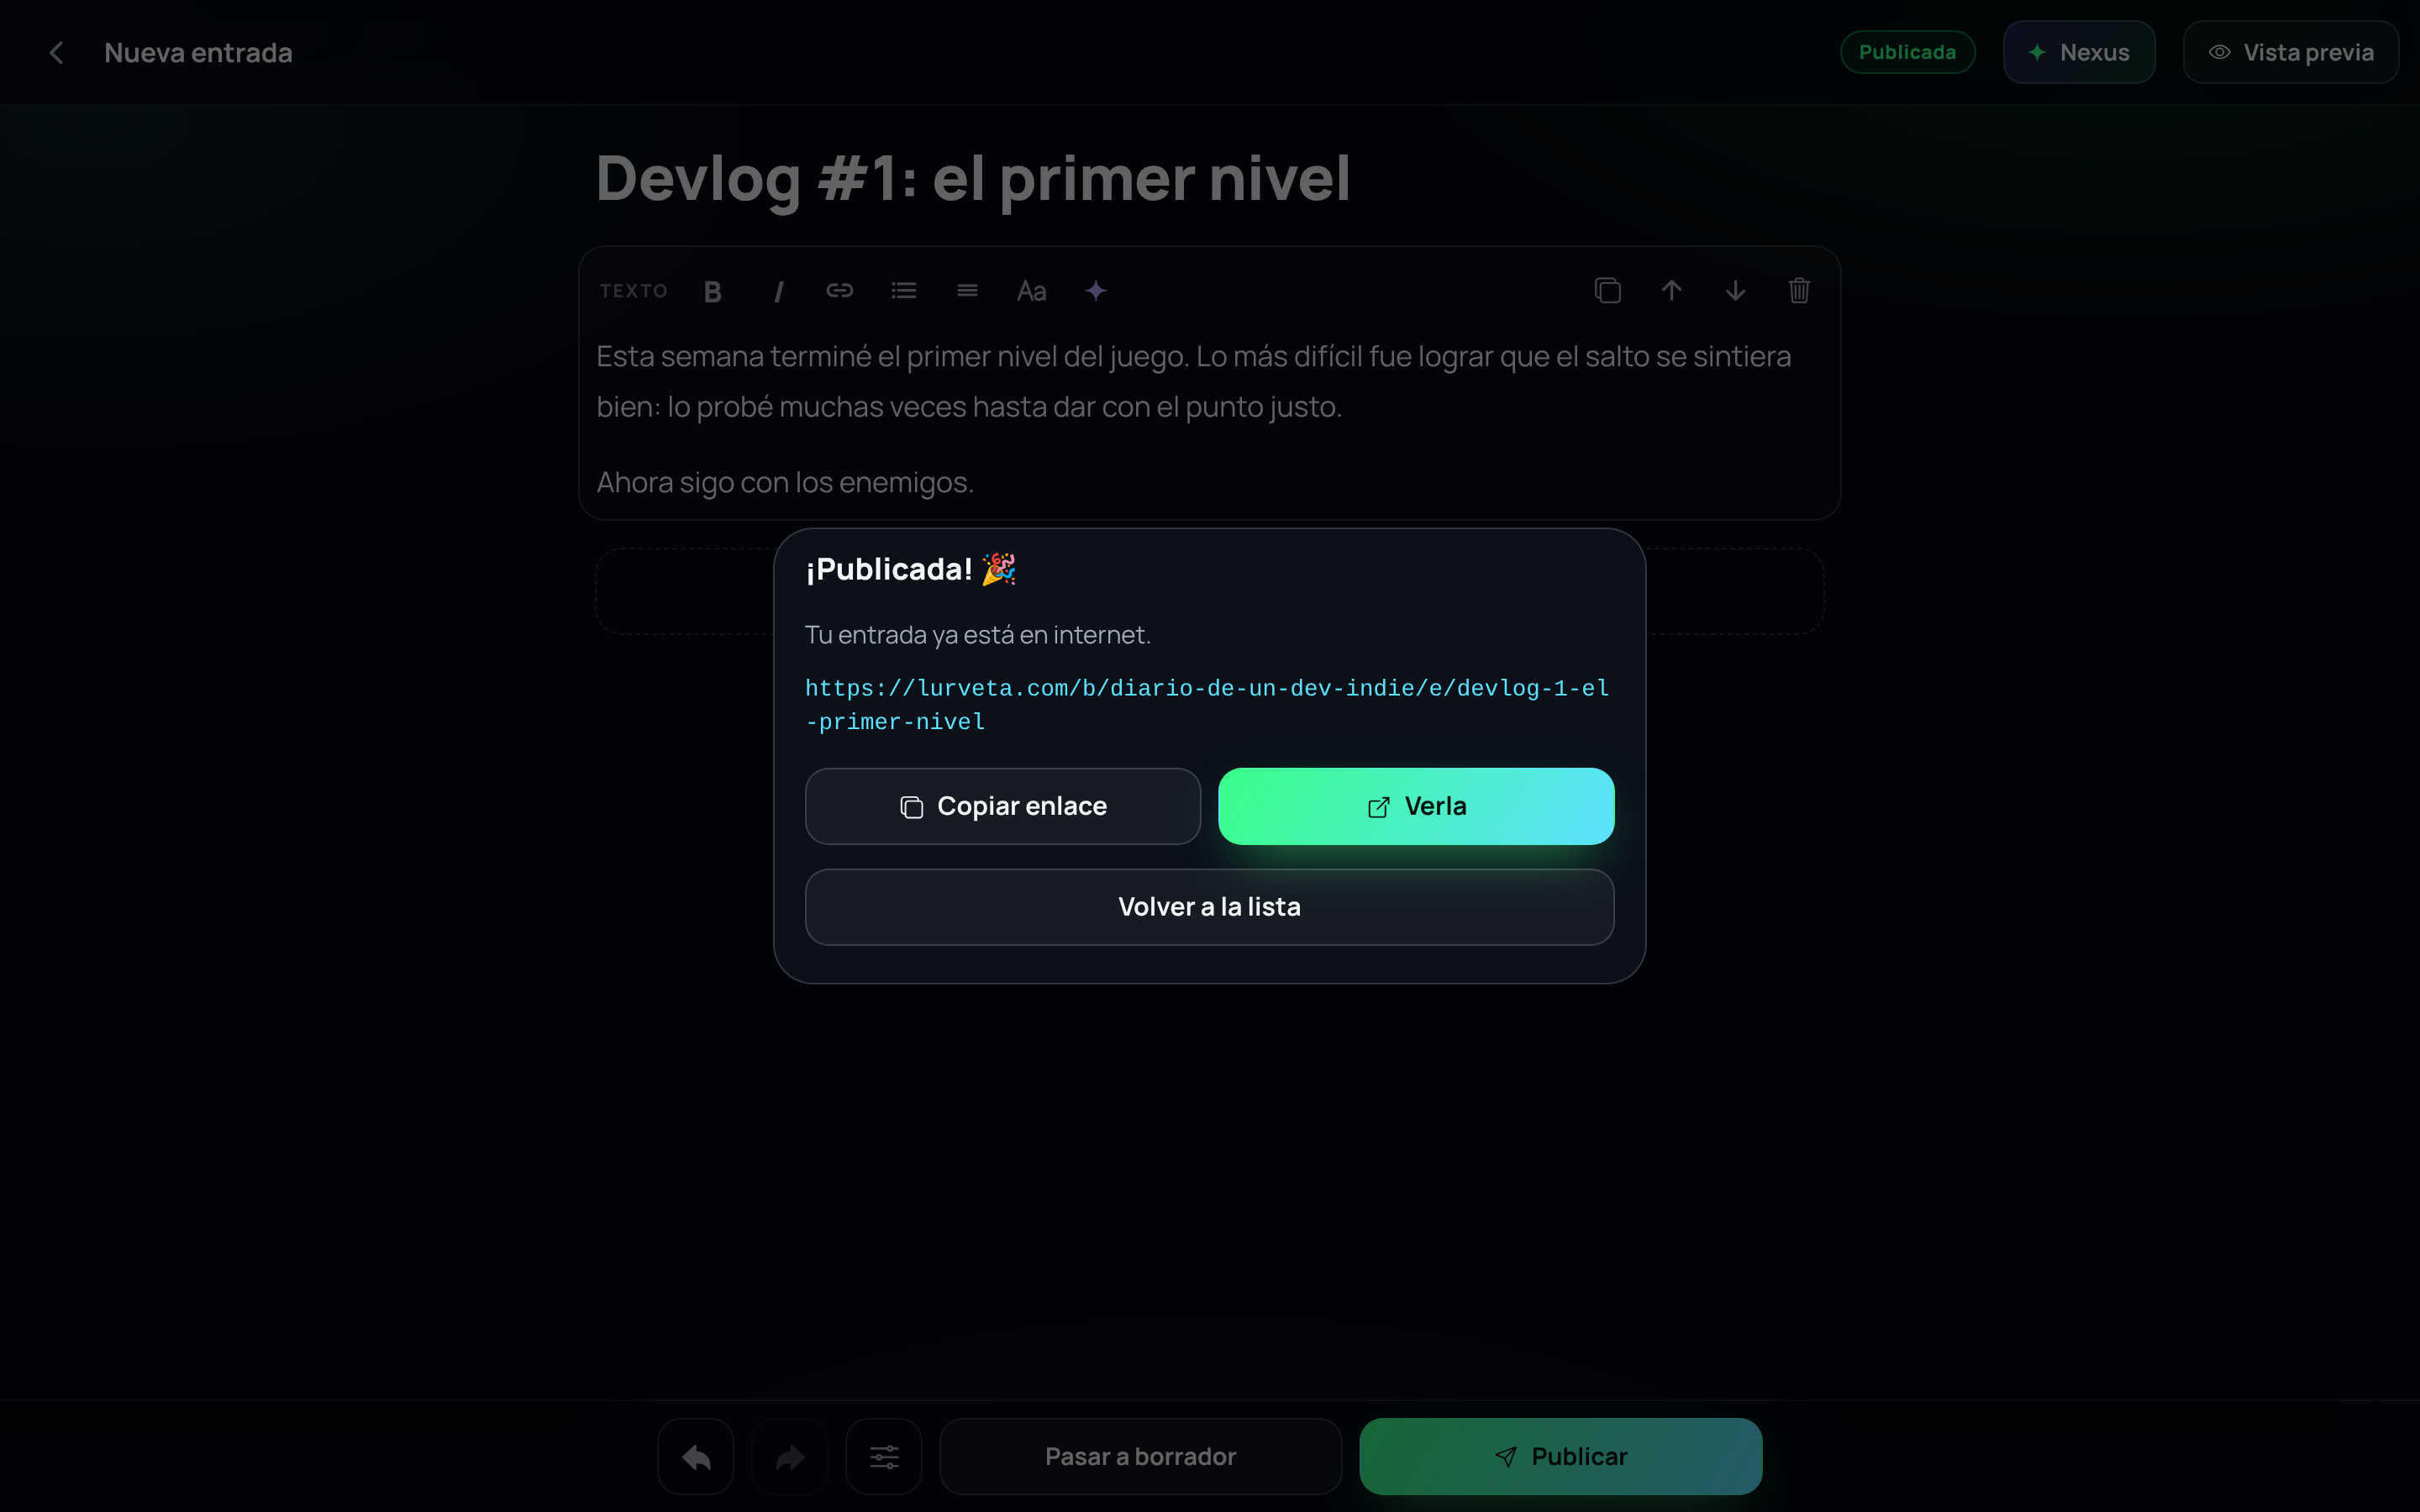 Nueva entrada
Publicada
Nexus
Vista previa
Devlog #1: el primer nivel
TEXTO
B
I
Aa
Esta semana terminé el primer nivel del juego. Lo más difícil fue lograr que el salto se sintiera
bien: lo probé muchas veces hasta dar con el punto justo.
Ahora sigo con los enemigos.
¡Publicada! 🎉
Tu entrada ya está en internet.
https://lurveta.com/b/diario-de-un-dev-indie/e/devlog-1-el
-primer-nivel
Copiar enlace
Verla
Volver a la lista
Pasar a borrador
Publicar